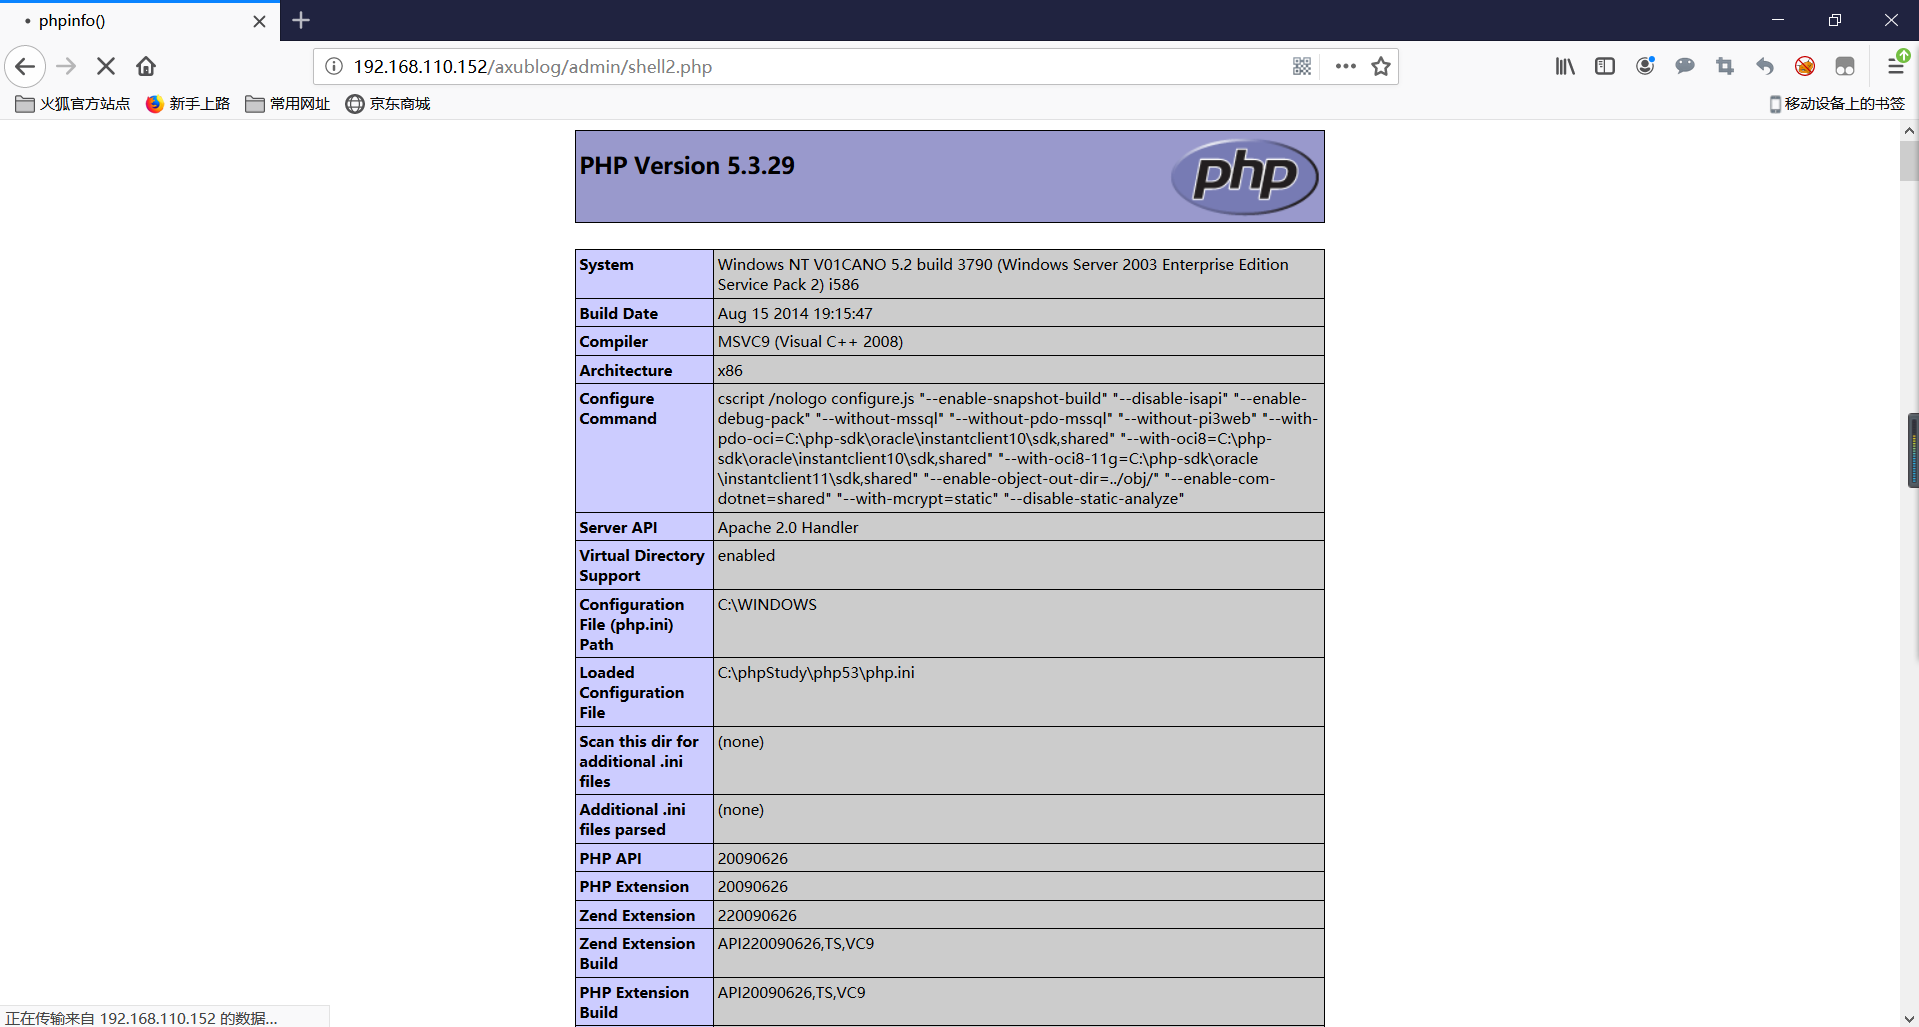 phpinfo()
192.168.110.152/axublog/admin/shell2.php
火狐官方站点 新手上路 常用网址 京东商城 移动设备上的书签
PHP Version 5.3.29
php
System Windows NT V01CANO 5.2 build 3790 (Windows Server 2003 Enterprise Edition
Service Pack 2) i586
Build Date Aug 15 2014 19:15:47
Compiler MSVC9 (Visual C++ 2008)
Architecture x86
Configure cscript /nologo configure.js "--enable-snapshot-build" "--disable-isapi" "--enable-
Command debug-pack" "--without-mssql" "--without-pdo-mssql" "--without-pi3web" "--with-
pdo-oci=C:\php-sdk\oracle\instantclient10\sdk,shared" "--with-oci8=C:\php-
sdk\oracle\instantclient10\sdk,shared" "--with-oci8-11g=C:\php-sdk\oracle
\instantclient11\sdk,shared" "--enable-object-out-dir=../obj/" "--enable-com-
dotnet=shared" "--with-mcrypt=static" "--disable-static-analyze"
Server API Apache 2.0 Handler
Virtual Directory enabled
Support
Configuration C:\WINDOWS
File (php.ini)
Path
Loaded C:\phpStudy\php53\php.ini
Configuration
File
Scan this dir for (none)
additional .ini
files
Additional .ini (none)
files parsed
PHP API 20090626
PHP Extension 20090626
Zend Extension 220090626
Zend Extension API220090626,TS,VC9
Build
PHP Extension API20090626,TS,VC9
Build
正在传输来自 192.168.110.152 的数据...